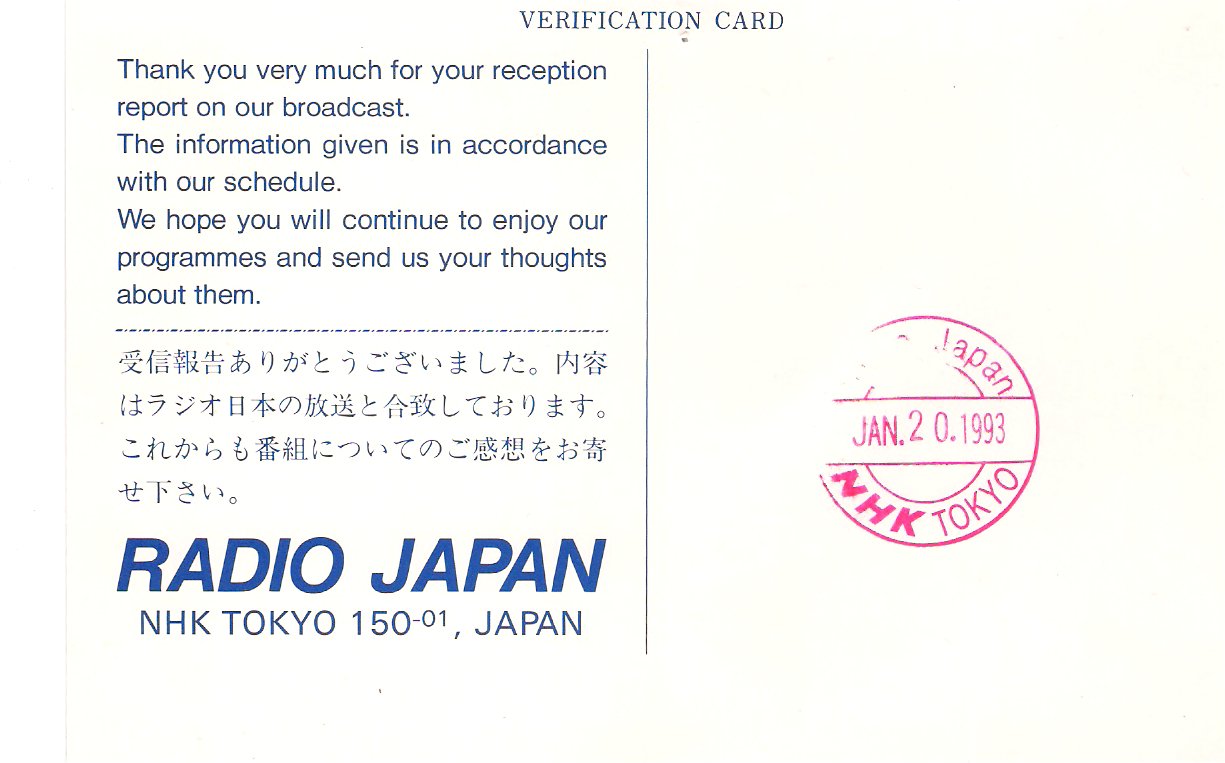 VERIFICATION CARD
Thank you very much for your reception
report on our broadcast.
The information given is in accordance
with our schedule.
We hope you will continue to enjoy our
programmes and send us your thoughts
about them.
受信報告ありがとうございました。内容
はラジオ日本の放送と合致しております。
これからも番組についてのご感想をお寄
せ下さい。
RADIO JAPAN
NHK TOKYO 150-01, JAPAN
Japan
JAN.20.1993
NHK TOKYO